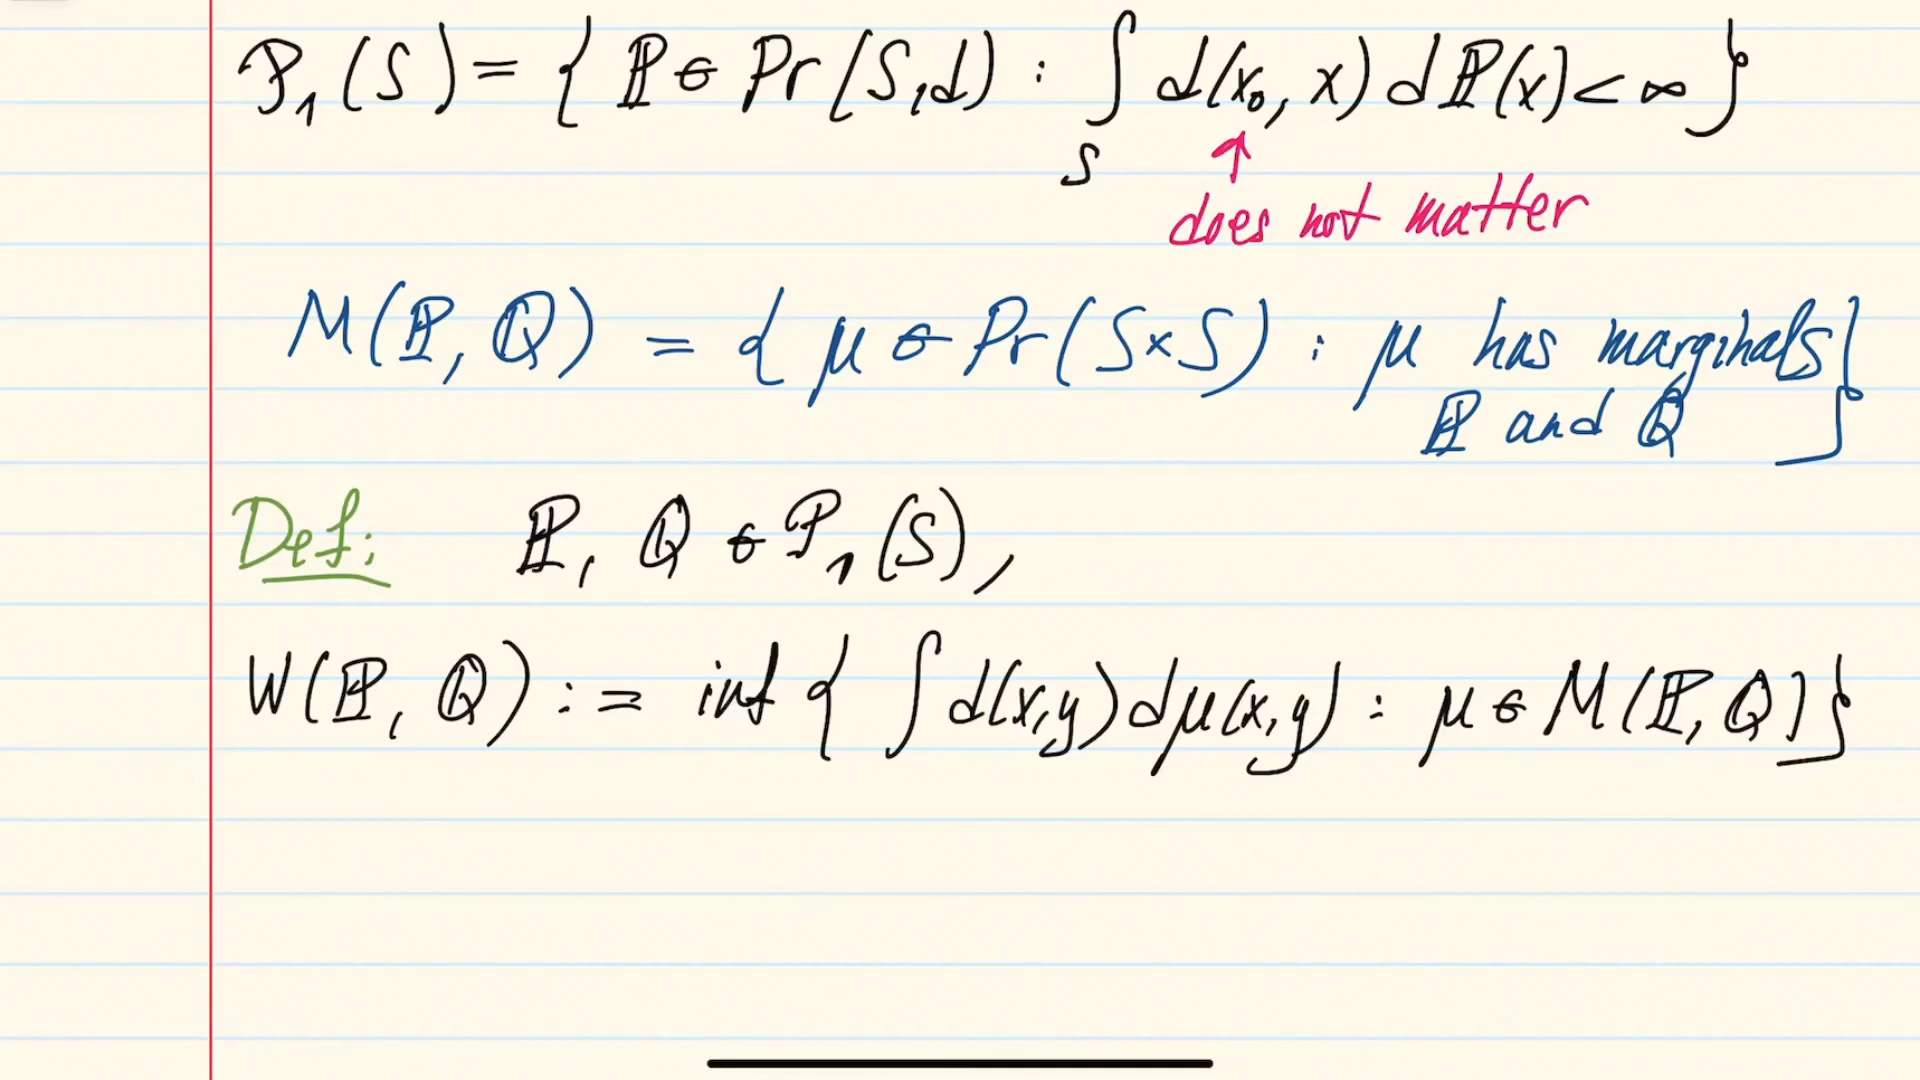 𝒫₁(S) = { ℙ ∈ Pr(S,d) : ∫_S d(x₀, x) dℙ(x) < ∞ }
↑
does not matter
M(ℙ, ℚ) = { μ ∈ Pr(S×S) : μ has marginals
ℙ and ℚ }
Def: ℙ, ℚ ∈ 𝒫₁(S),
W(ℙ, ℚ) := inf { ∫ d(x,y) dμ(x,y) : μ ∈ M(ℙ, ℚ) }